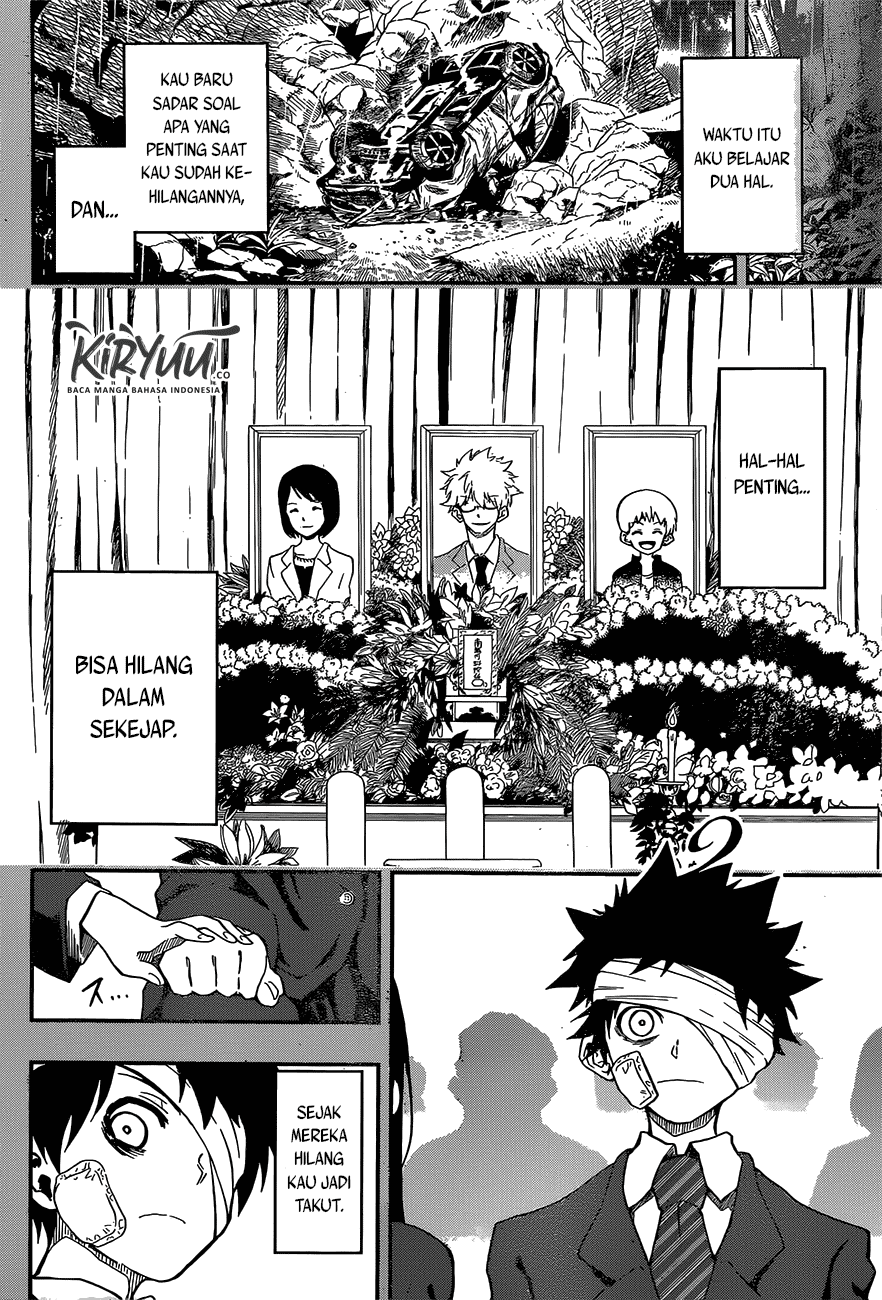 WAKTU ITU
AKU BELAJAR
DUA HAL.
KAU BARU
SADAR SOAL
APA YANG
PENTING SAAT
KAU SUDAH KE-
HILANGANNYA,
DAN...
KIRYUU.CO
BACA MANGA BAHASA INDONESIA
HAL-HAL
PENTING...
BISA HILANG
DALAM
SEKEJAP.
ス...
SEJAK
MEREKA
HILANG
KAU JADI
TAKUT.